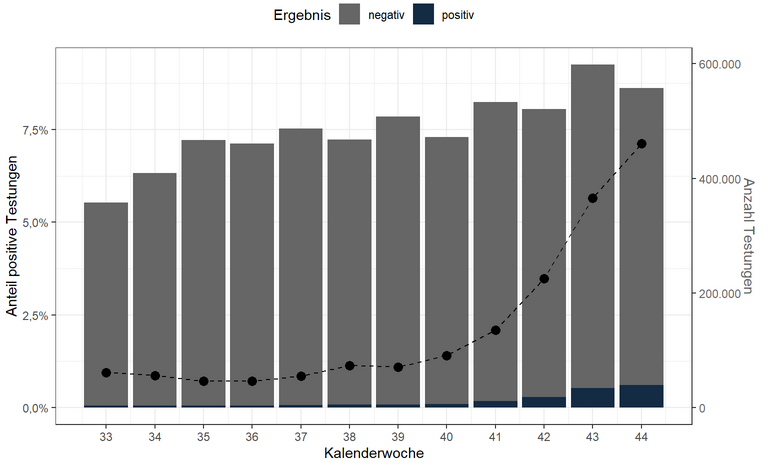 Ergebnis negativ positiv
Anteil positive Testungen
7,5%
5,0%
2,5%
0,0%
600.000
400.000
200.000
0
Anzahl Testungen
33 34 35 36 37 38 39 40 41 42 43 44
Kalenderwoche